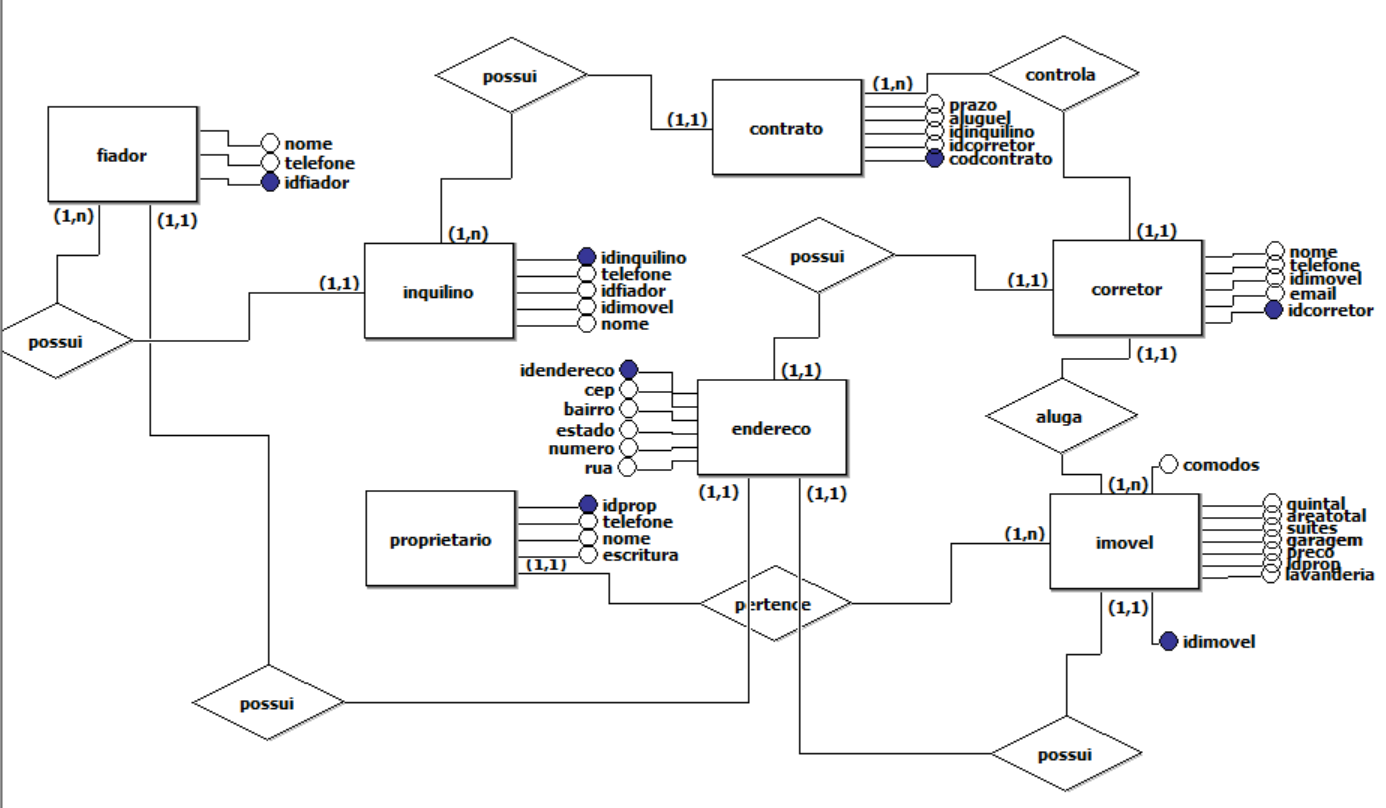 possui
controla
(1,n)
contrato
(1,1)
prazo
aluguel
idinquilino
idcorretor
codcontrato
fiador
nome
telefone
idfiador
(1,n)
(1,1)
(1,n)
(1,1)
inquilino
idinquilino
telefone
idfiador
idimovel
nome
possui
possui
(1,1)
(1,1)
corretor
nome
telefone
idimovel
email
idcorretor
(1,1)
aluga
(1,1)
idendereco
cep
bairro
estado
numero
rua
endereco
(1,1)
(1,1)
comodos
(1,n)
proprietario
idprop
telefone
nome
escritura
(1,1)
pertence
(1,n)
imovel
quintal
areatotal
suites
garagem
preco
idprop
lavanderia
(1,1)
idimovel
possui
possui